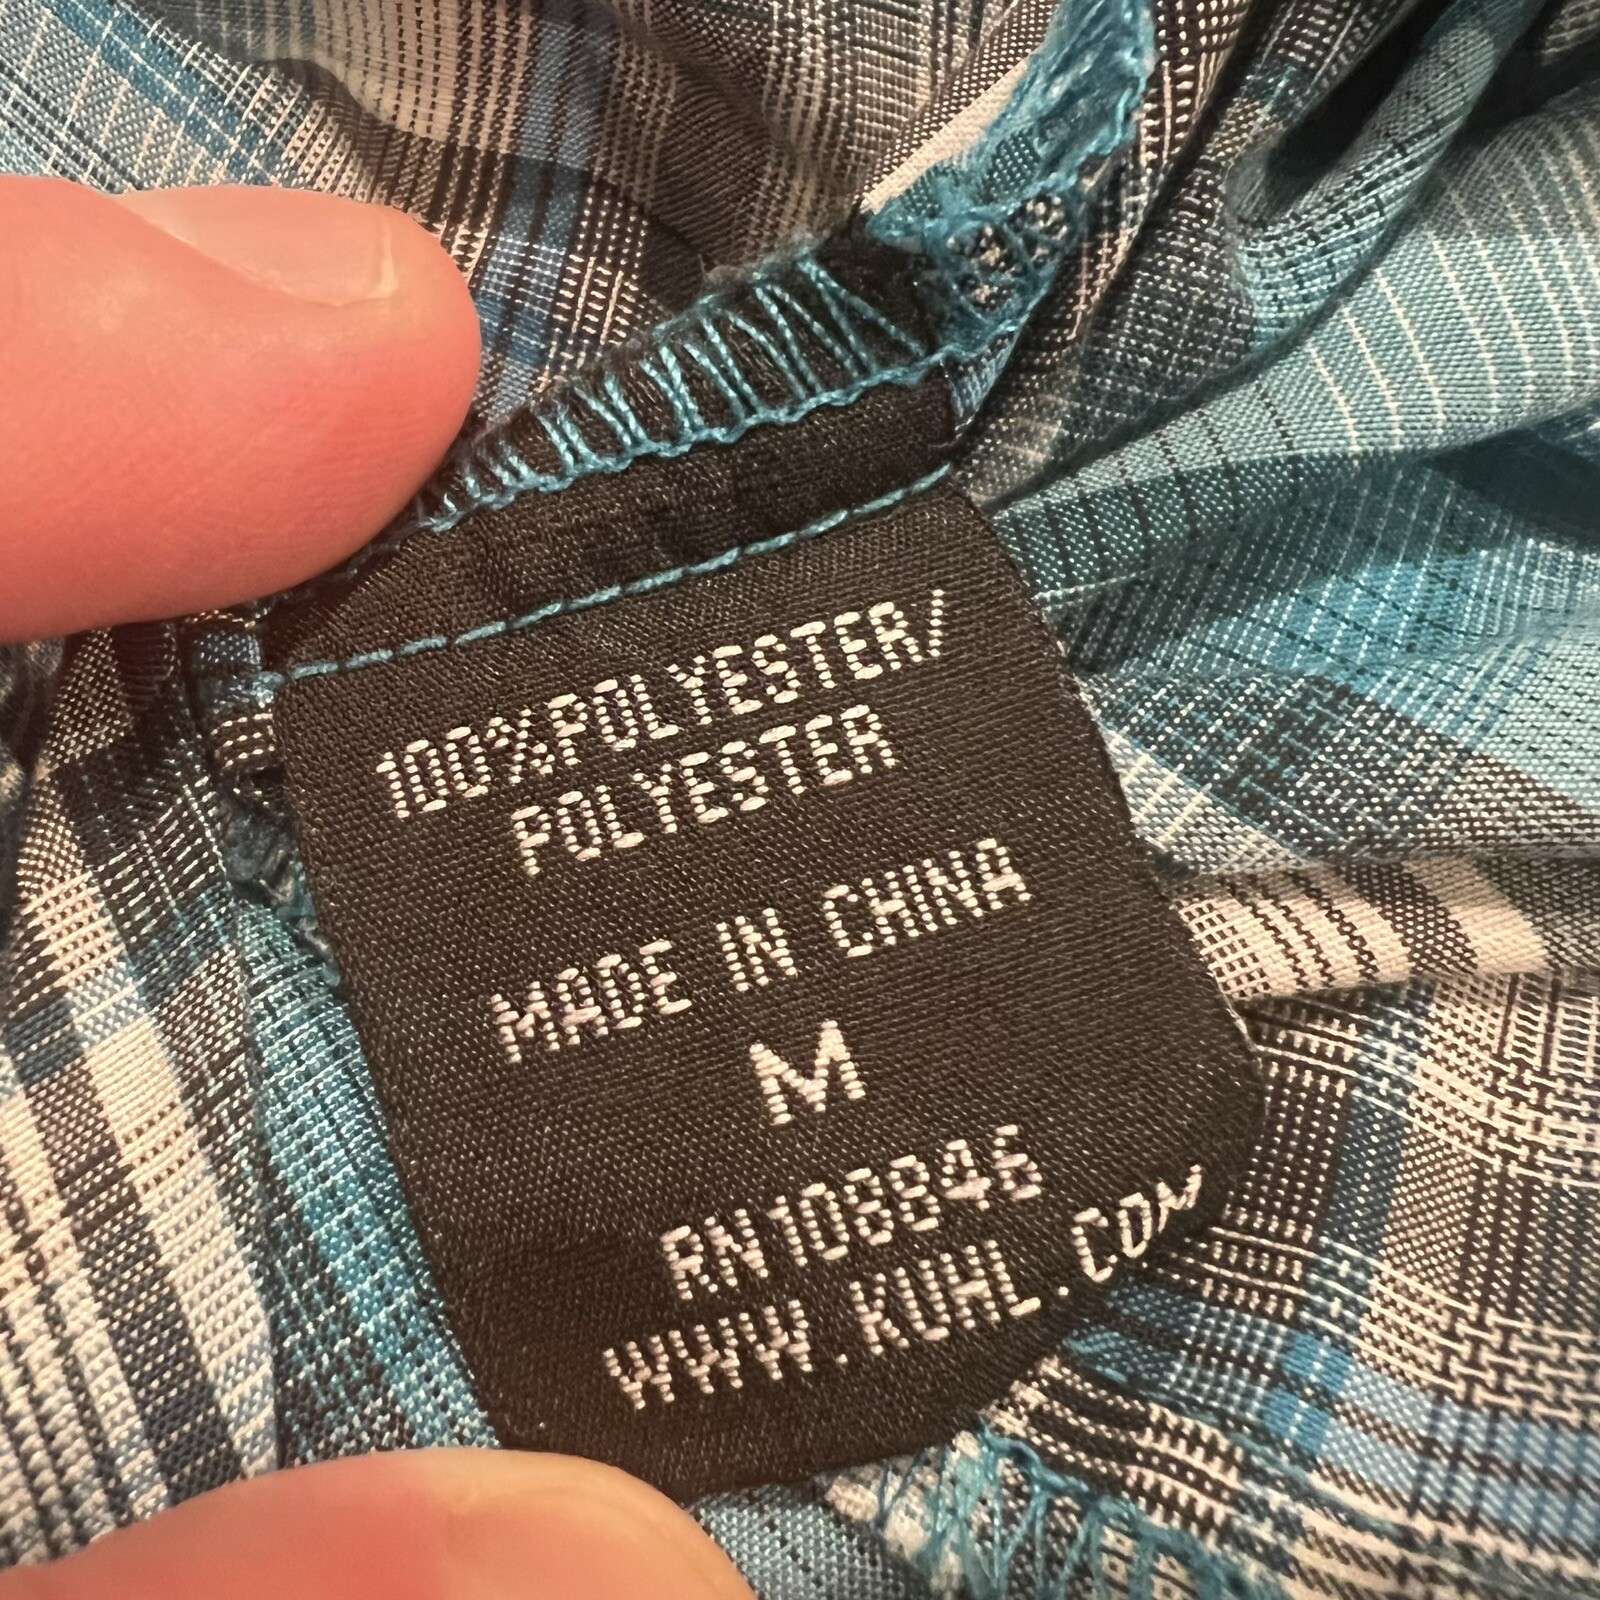 100%POLYESTER/
POLYESTER
MADE IN CHINA
M
RN108846
WWW.KUHL.COM